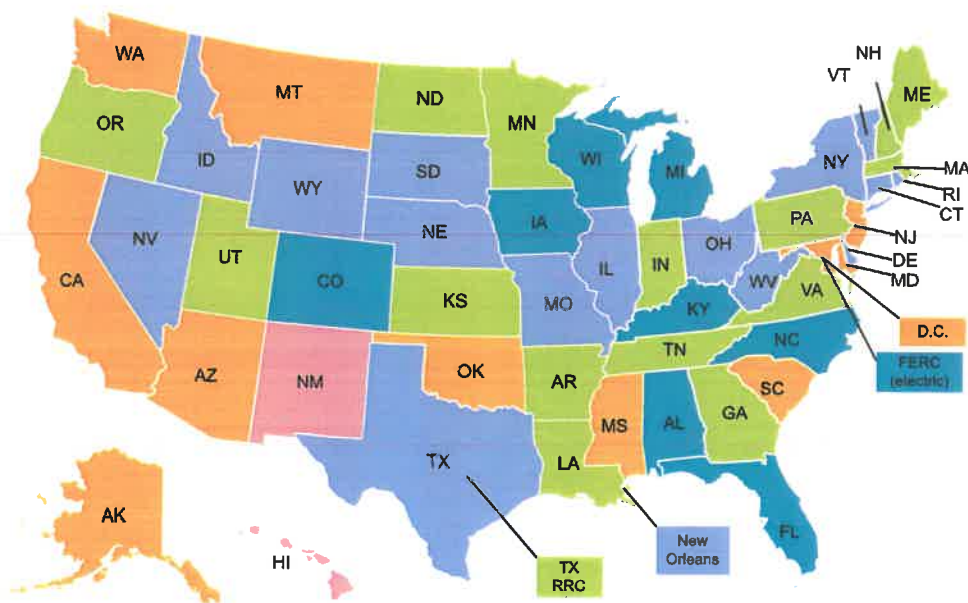 NH
WA
VT
MT
ND
ME
OR
MN
ID
WI
NY
SD
MI
MA
WY
RI
CT
IA
PA
NE
NV
OH
NJ
UT
IL
IN
DE
CA
CO
WV
MD
VA
KS
MO
KY
D.C.
NC
TN
FERC
(electric)
OK
AZ
NM
AR
SC
MS
AL
GA
TX
LA
AK
FL
New
Orleans
HI
TX
RRC